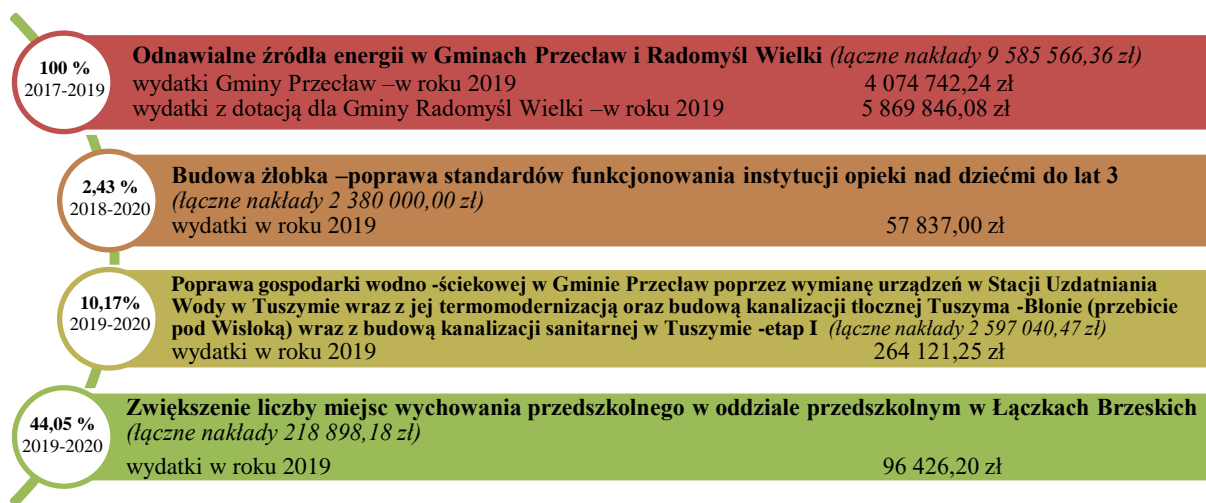 100 %
2017-2019
Odnawialne źródła energii w Gminach Przecław i Radomyśl Wielki (łączne nakłady 9 585 566,36 zł)
wydatki Gminy Przecław –w roku 2019 4 074 742,24 zł
wydatki z dotacją dla Gminy Radomyśl Wielki –w roku 2019 5 869 846,08 zł
2,43 %
2018-2020
Budowa żłobka –poprawa standardów funkcjonowania instytucji opieki nad dziećmi do lat 3
(łączne nakłady 2 380 000,00 zł)
wydatki w roku 2019 57 837,00 zł
10,17%
2019-2020
Poprawa gospodarki wodno -ściekowej w Gminie Przecław poprzez wymianę urządzeń w Stacji Uzdatniania
Wody w Tuszymie wraz z jej termomodernizacją oraz budową kanalizacji tłocznej Tuszyma -Błonie (przebicie
pod Wisłoką) wraz z budową kanalizacji sanitarnej w Tuszymie -etap I (łączne nakłady 2 597 040,47 zł)
wydatki w roku 2019 264 121,25 zł
44,05 %
2019-2020
Zwiększenie liczby miejsc wychowania przedszkolnego w oddziale przedszkolnym w Łączkach Brzeskich
(łączne nakłady 218 898,18 zł)
wydatki w roku 2019 96 426,20 zł